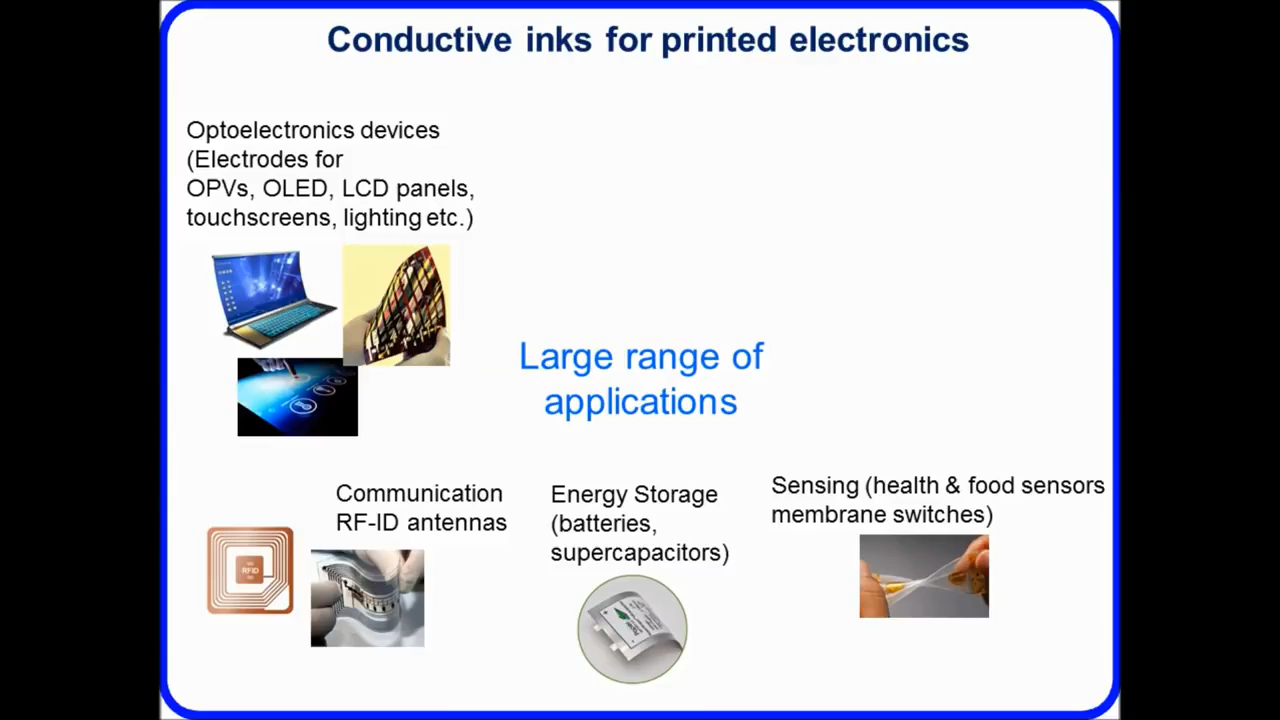 Conductive inks for printed electronics
Optoelectronics devices
(Electrodes for
OPVs, OLED, LCD panels,
touchscreens, lighting etc.)
Large range of
applications
Communication
RF-ID antennas
Energy Storage
(batteries,
supercapacitors)
Sensing (health & food sensors
membrane switches)
RFID